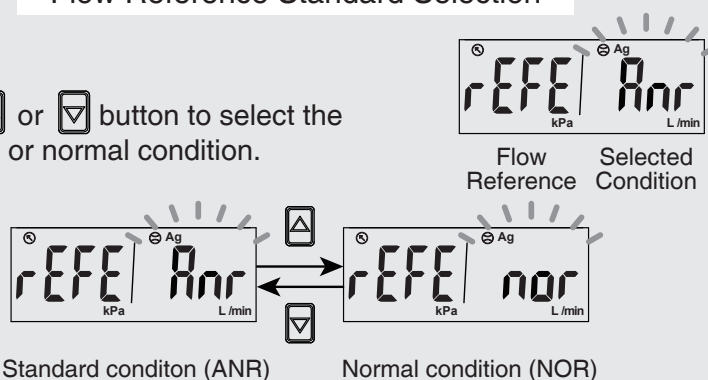 Flow Reference Standard Selection
or button to select the
or normal condition.
Ag
rEFE Anr
kPa L/min
Flow Reference
Selected Condition
Ag
rEFE Anr
kPa L/min
Ag
rEFE nor
kPa L/min
Standard conditon (ANR)
Normal condition (NOR)